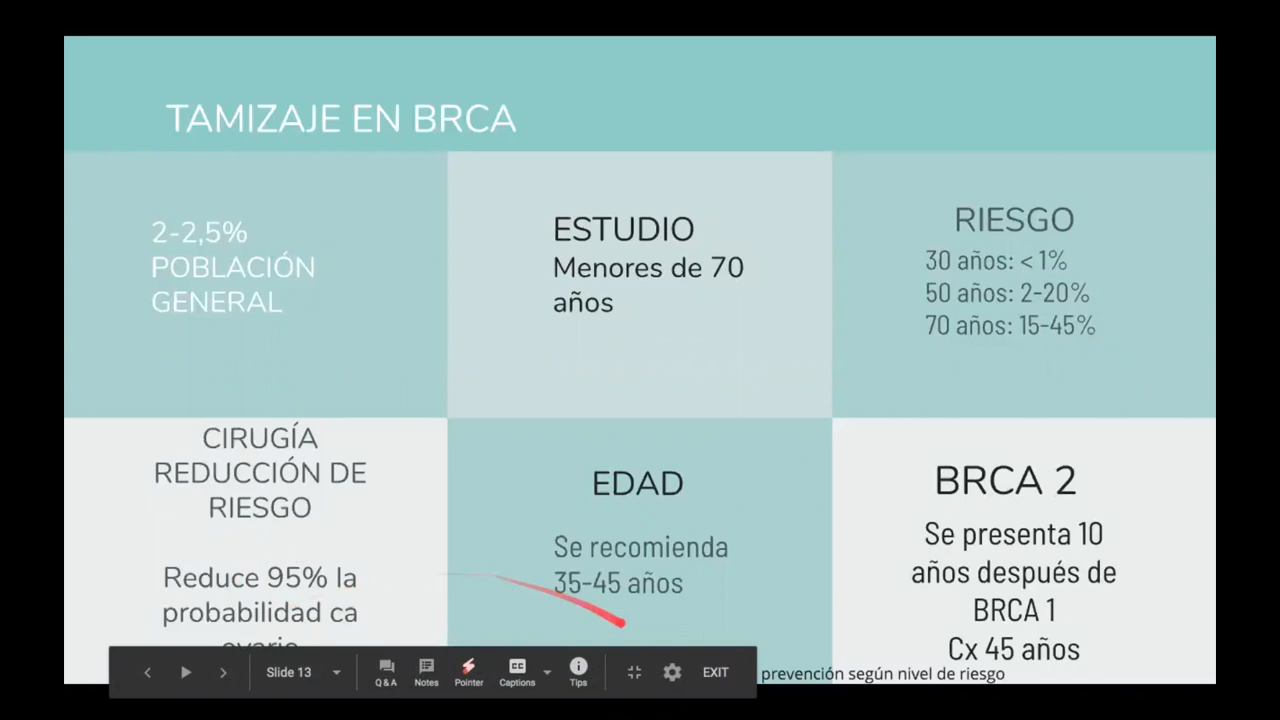 TAMIZAJE EN BRCA
2-2,5%
POBLACIÓN
GENERAL
ESTUDIO
Menores de 70
años
RIESGO
30 años: < 1%
50 años: 2-20%
70 años: 15-45%
CIRUGÍA
REDUCCIÓN DE
RIESGO
Reduce 95% la
probabilidad ca
ovario
EDAD
Se recomienda
35-45 años
BRCA 2
Se presenta 10
años después de
BRCA 1
Cx 45 años
prevención según nivel de riesgo
Slide 13
Q & A
Notes
Pointer
CC
Captions
Tips
EXIT